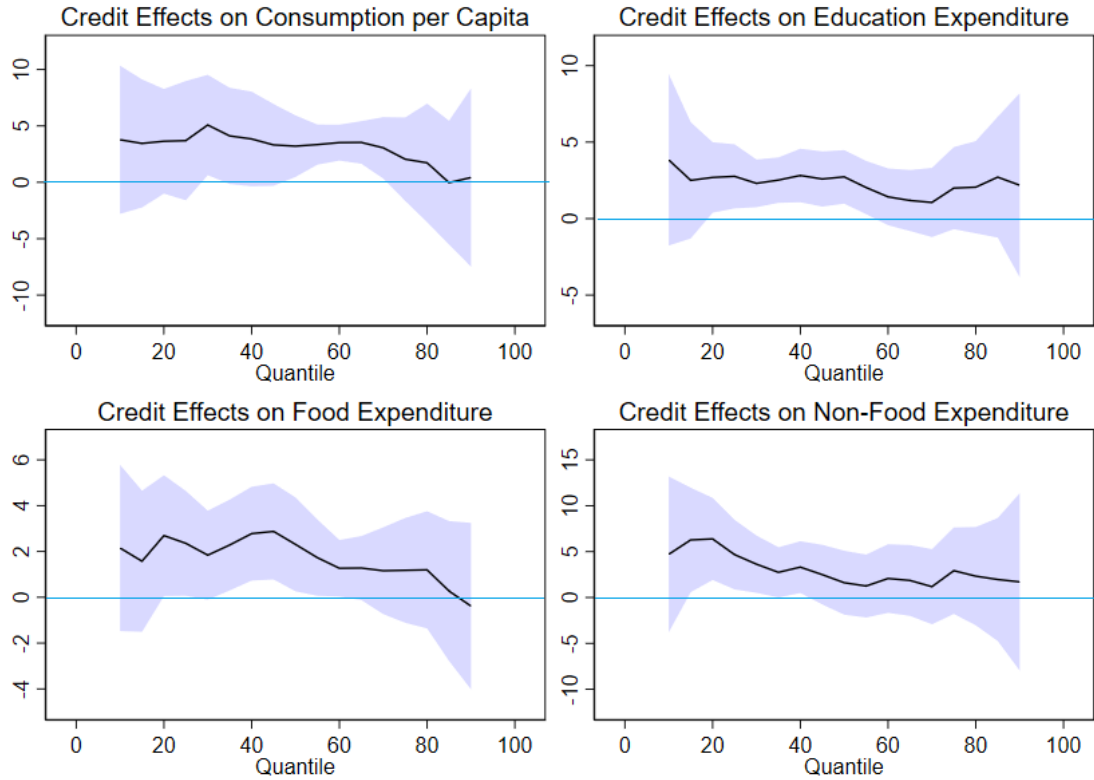 Credit Effects on Consumption per Capita
10
5
0
-5
-10
0 20 40 60 80 100
Quantile
Credit Effects on Education Expenditure
10
5
0
-5
0 20 40 60 80 100
Quantile
Credit Effects on Food Expenditure
6
4
2
0
-2
-4
0 20 40 60 80 100
Quantile
Credit Effects on Non-Food Expenditure
15
10
5
0
-5
-10
0 20 40 60 80 100
Quantile